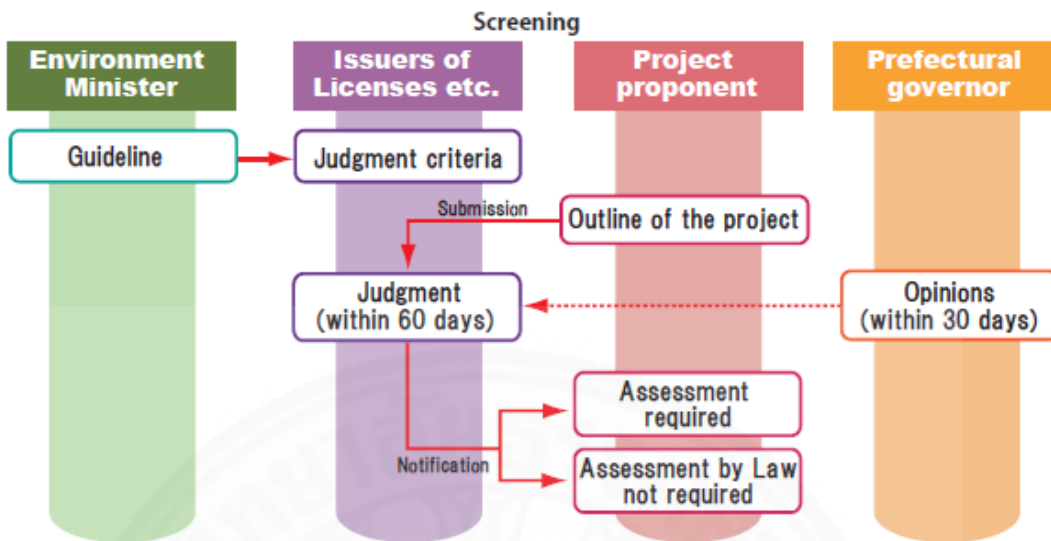 Screening
Environment
Minister
Issuers of
Licenses etc.
Project
proponent
Prefectural
governor
Guideline
Judgment criteria
Submission
Outline of the project
Judgment
(within 60 days)
Opinions
(within 30 days)
Assessment
required
Notification
Assessment by Law
not required